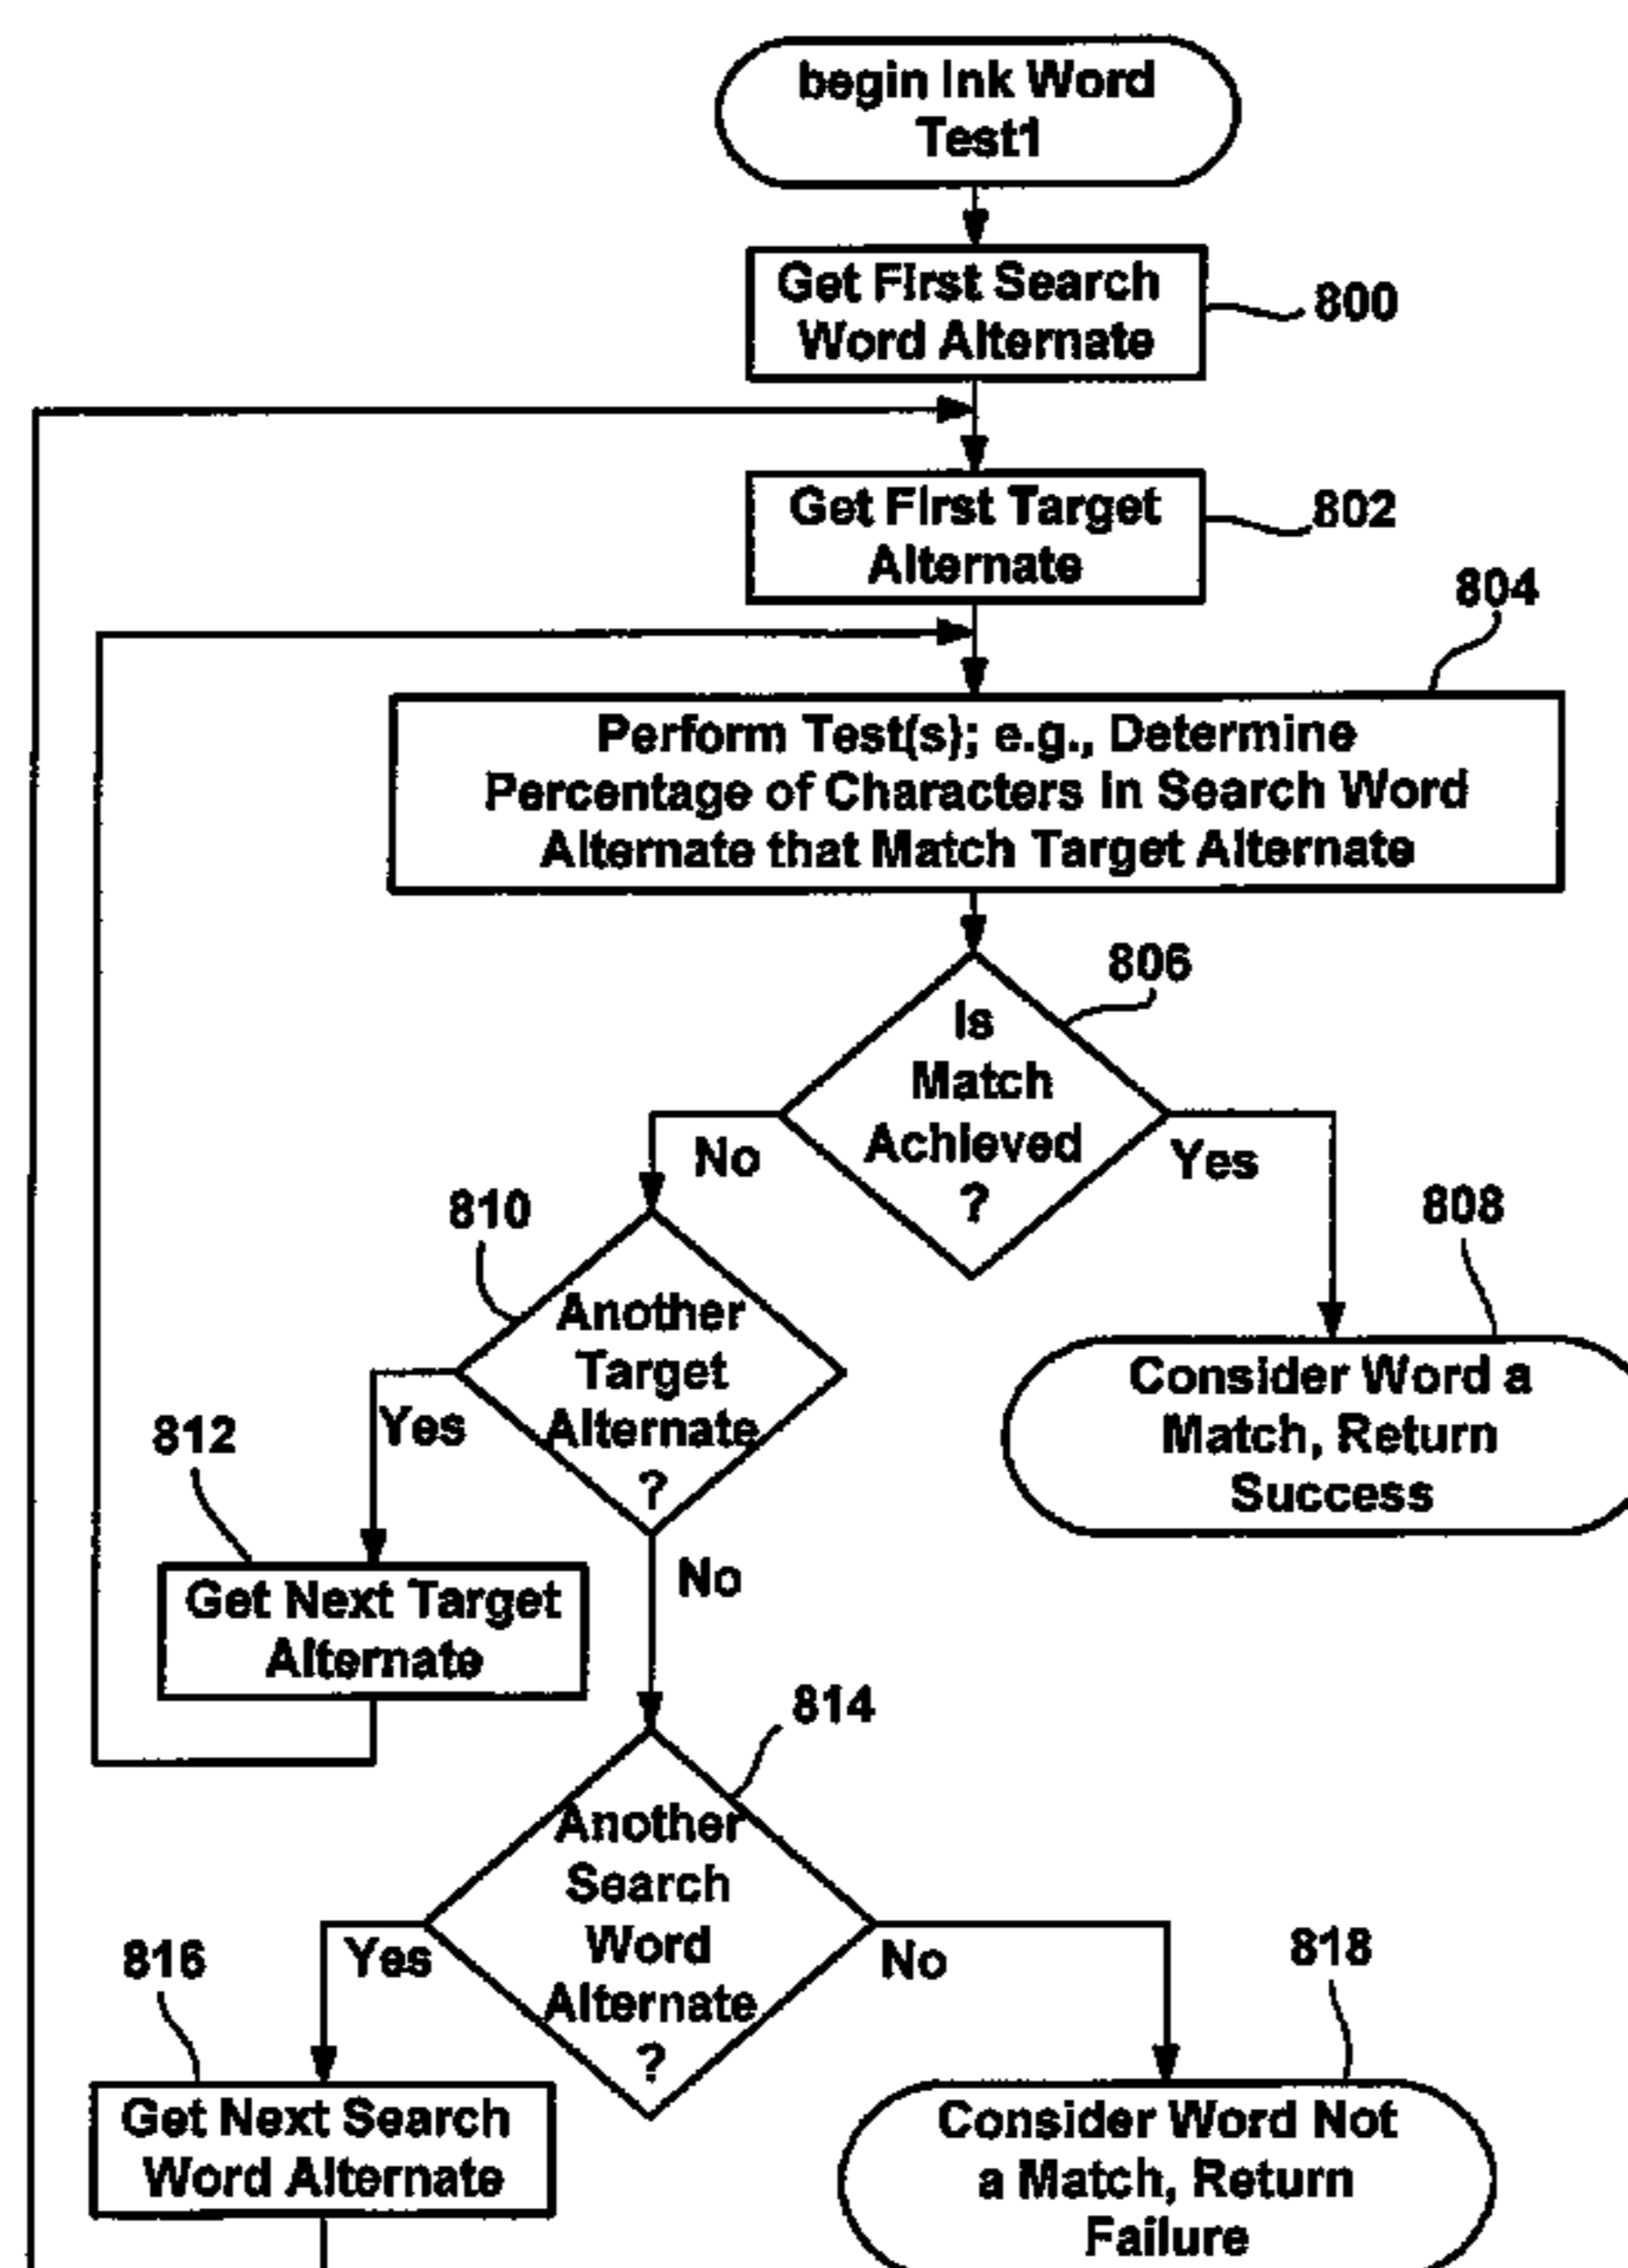 begin Ink Word
Test1
Get First Search
Word Alternate
800
Get First Target
Alternate
802
804
Perform Test(s); e.g., Determine
Percentage of Characters in Search Word
Alternate that Match Target Alternate
806
Is
Match
Achieved
?
No
Yes
810
808
Another
Target
Alternate
?
Consider Word a
Match, Return
Success
Yes
812
No
Get Next Target
Alternate
814
Another
Search
Word
Alternate
?
Yes
No
816
818
Get Next Search
Word Alternate
Consider Word Not
a Match, Return
Failure